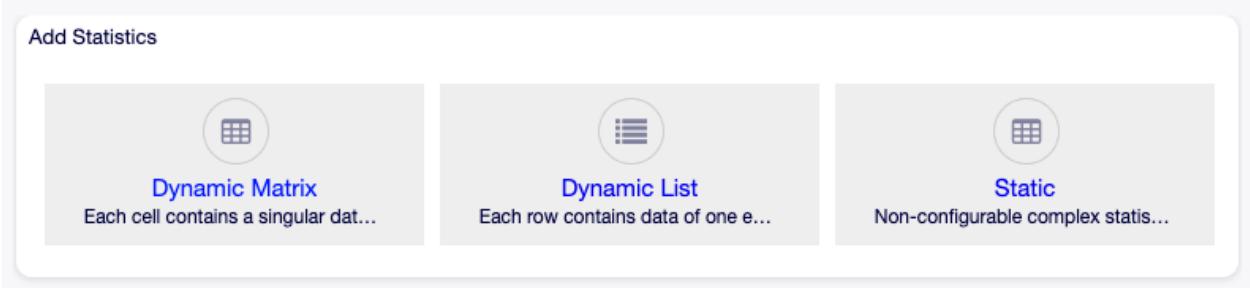 Add Statistics
Dynamic Matrix
Each cell contains a singular dat...
Dynamic List
Each row contains data of one e...
Static
Non-configurable complex statis...